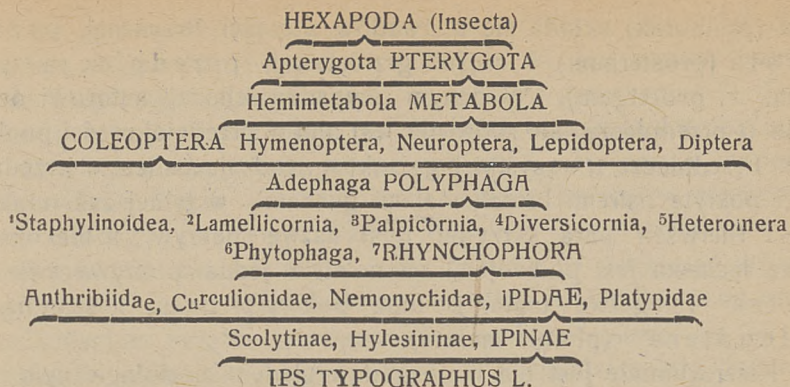 HEXAPODA (Insecta)
Apterygota PTERYGOTA
Hemimetabola METABOLA
COLEOPTERA Hymenoptera, Neuroptera, Lepidoptera, Diptera
Adephaga POLYPHAGA
¹Staphylinoidea, ²Lamellicornia, ³Palpicornia, ⁴Diversicornia, ⁵Heteromera
⁶Phytophaga, ⁷RHYNCHOPHORA
Anthribiidae, Curculionidae, Nemonychidae, iPIDAE, Platypidae
Scolytinae, Hylesininae, IPINAE
IPS TYPOGRAPHUS L.